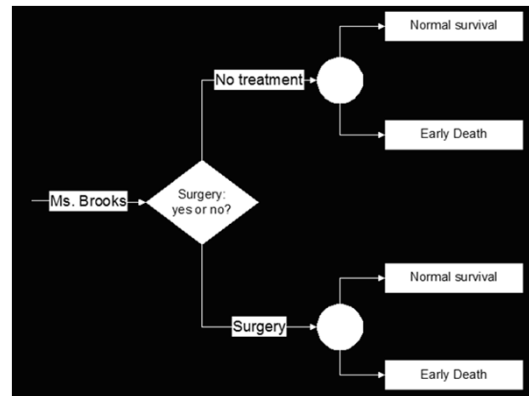 Normal survival
No treatment
Early Death
Ms. Brooks
Surgery:
yes or no?
Normal survival
Surgery
Early Death